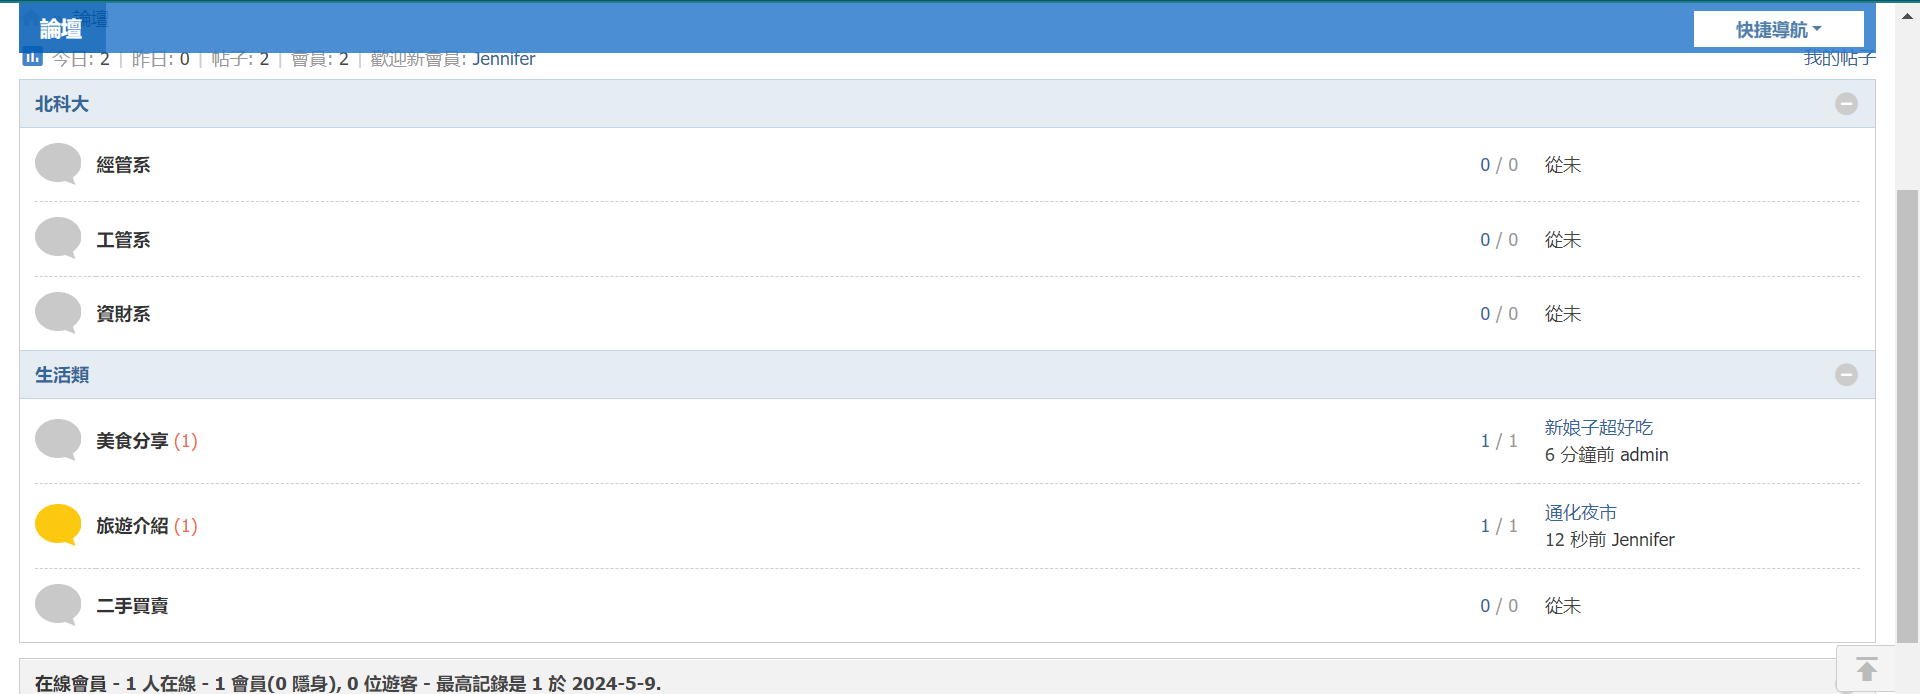 論壇
論壇
快捷導航
今日: 2 | 昨日: 0 | 帖子: 2 | 會員: 2 | 歡迎新會員: Jennifer
我的帖子
北科大
經管系 0 / 0 從未
工管系 0 / 0 從未
資財系 0 / 0 從未
生活類
美食分享 (1) 1 / 1 新娘子超好吃
6 分鐘前 admin
旅遊介紹 (1) 1 / 1 通化夜市
12 秒前 Jennifer
二手買賣 0 / 0 從未
在線會員 - 1 人在線 - 1 會員(0 隱身), 0 位遊客 - 最高記錄是 1 於 2024-5-9.